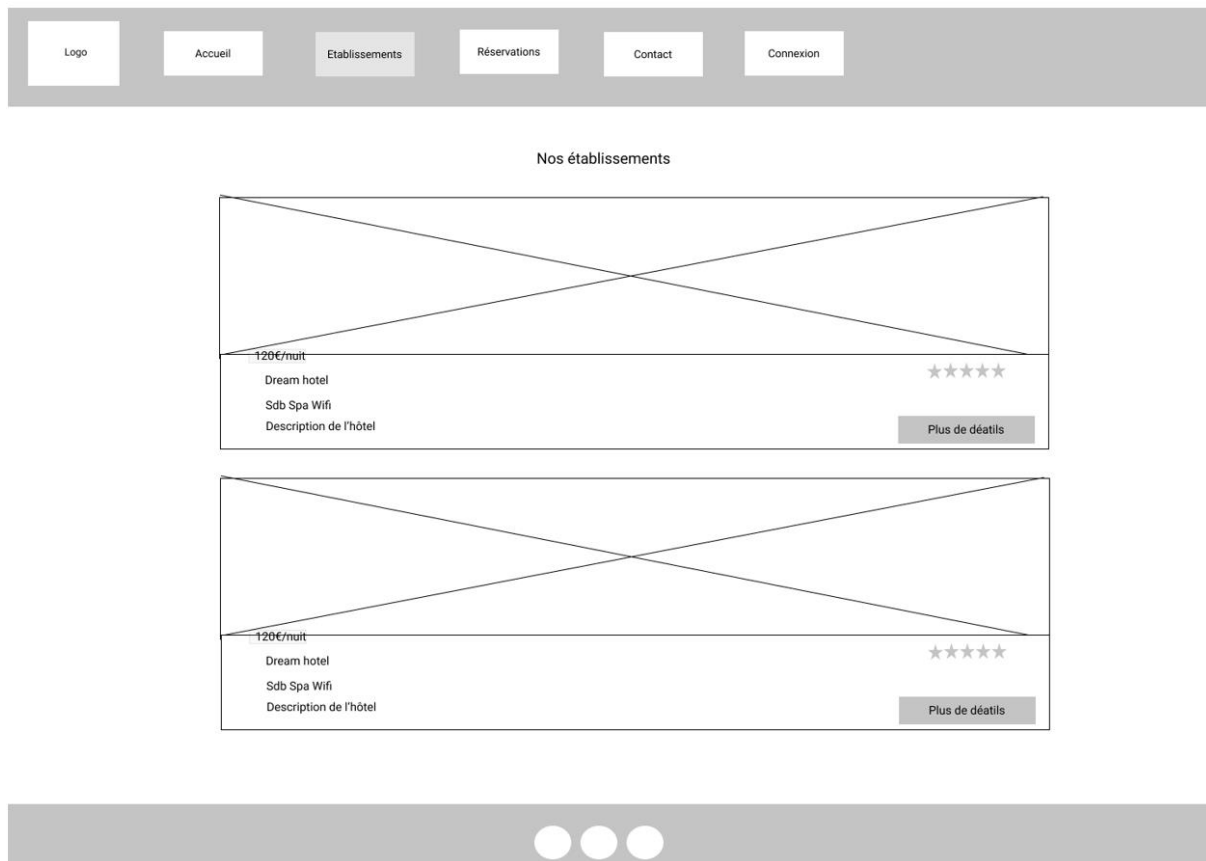 Logo
Accueil
Etablissements
Réservations
Contact
Connexion
Nos établissements
120€/nuit
Dream hotel
Sdb Spa Wifi
Description de l'hôtel
Plus de déatils
120€/nuit
Dream hotel
Sdb Spa Wifi
Description de l'hôtel
Plus de déatils